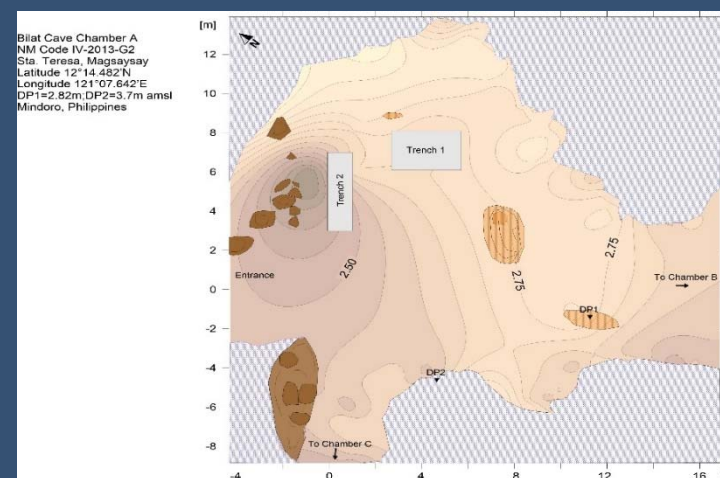 Bilat Cave Chamber A
NM Code IV-2013-G2
Sta. Teresa, Magsaysay
Latitude 12°14.482'N
Longitude 121°07.642'E
DP1=2.82m;DP2=3.7m amsl
Mindoro, Philippines
[m]
N
12
10
8
6
4
2
0
-2
-4
-6
-8
Trench 1
Trench 2
Entrance
2.50
2.75
2.75
To Chamber B
DP1
DP2
To Chamber C
-4
0
4
8
12
16